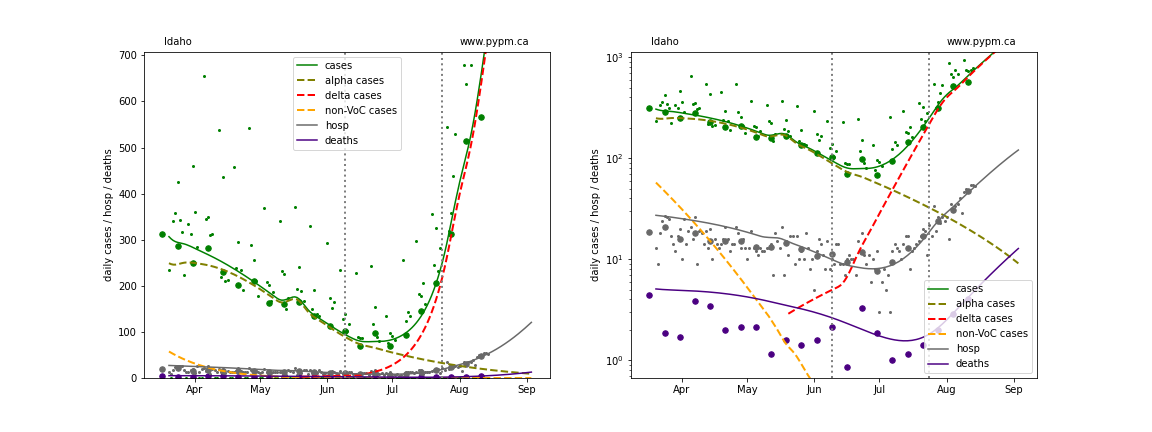 Idaho www.pypm.ca
700
600
500
400
300
200
100
0
daily cases / hosp / deaths
cases
alpha cases
delta cases
non-VoC cases
hosp
deaths
Apr May Jun Jul Aug Sep
Idaho www.pypm.ca
10³
10²
10¹
10⁰
daily cases / hosp / deaths
cases
alpha cases
delta cases
non-VoC cases
hosp
deaths
Apr May Jun Jul Aug Sep